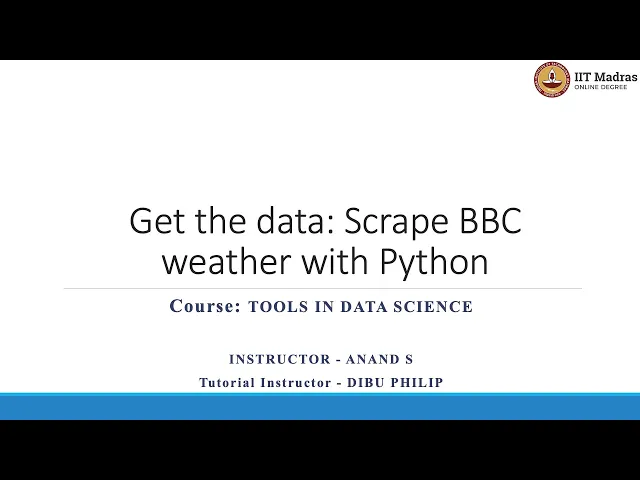 IIT Madras
ONLINE DEGREE
Get the data: Scrape BBC
weather with Python
Course: TOOLS IN DATA SCIENCE
INSTRUCTOR - ANAND S
Tutorial Instructor - DIBU PHILIP